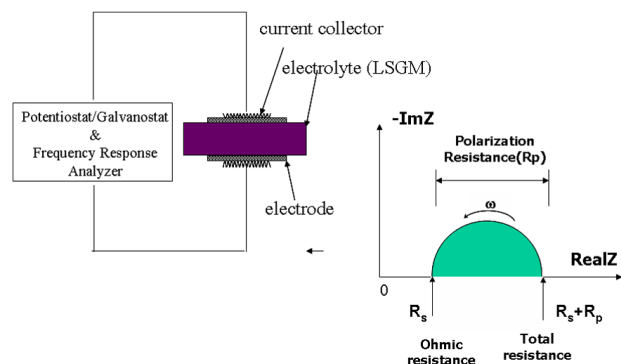 current collector
electrolyte (LSGM)
Potentiostat/Galvanostat
&
Frequency Response
Analyzer
electrode
-ImZ
Polarization
Resistance(Rp)
ω
RealZ
0
Rs
Rs+Rp
Ohmic
resistance
Total
resistance